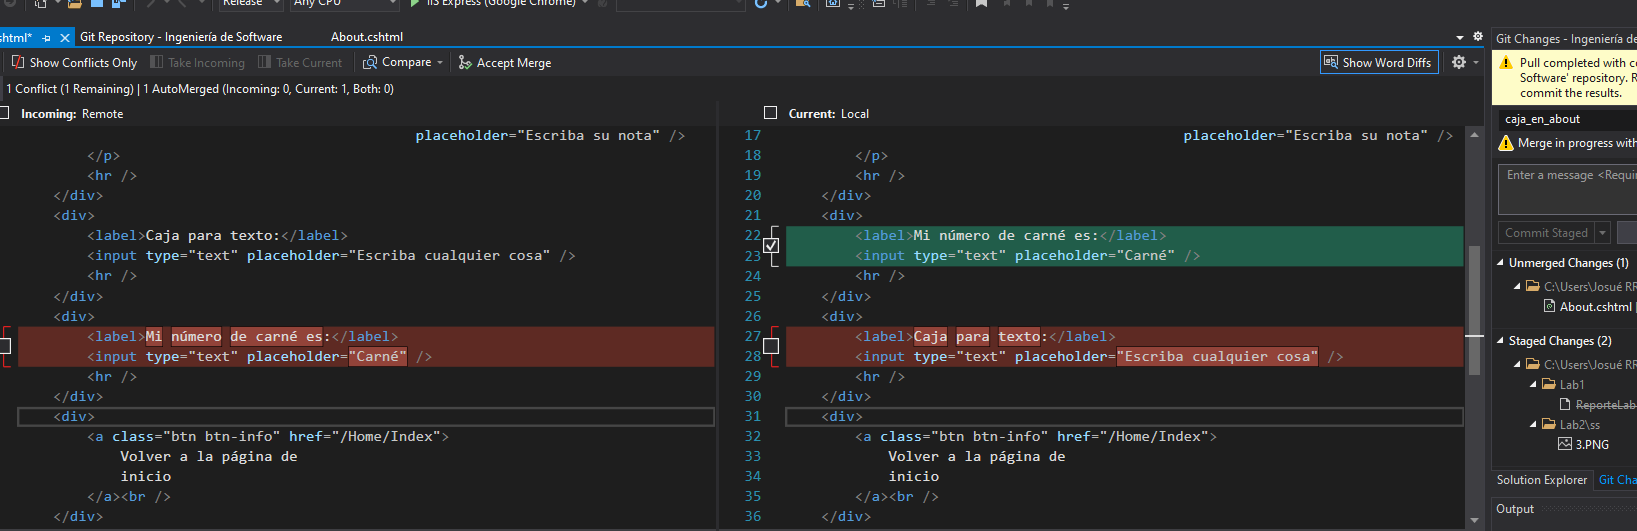 Release Any CPU IIS Express (Google Chrome)
shtml* Git Repository - Ingeniería de Software About.cshtml
Show Conflicts Only Take Incoming Take Current Compare Accept Merge Show Word Diffs
1 Conflict (1 Remaining) | 1 AutoMerged (Incoming: 0, Current: 1, Both: 0)
Incoming: Remote
placeholder="Escriba su nota" />
</p>
<hr />
</div>
<div>
<label>Caja para texto:</label>
<input type="text" placeholder="Escriba cualquier cosa" />
<hr />
</div>
<div>
<label>Mi número de carné es:</label>
<input type="text" placeholder="Carné" />
<hr />
</div>
<div>
<a class="btn btn-info" href="/Home/Index">
Volver a la página de
inicio
</a><br />
</div>
Current: Local
17 placeholder="Escriba su nota" />
18 </p>
19 <hr />
20 </div>
21 <div>
22 <label>Mi número de carné es:</label>
23 <input type="text" placeholder="Carné" />
24 <hr />
25 </div>
26 <div>
27 <label>Caja para texto:</label>
28 <input type="text" placeholder="Escriba cualquier cosa" />
29 <hr />
30 </div>
31 <div>
32 <a class="btn btn-info" href="/Home/Index">
33 Volver a la página de
34 inicio
35 </a><br />
36 </div>
Git Changes - Ingeniería de
Pull completed with co
Software' repository. R
commit the results.
caja_en_about
Merge in progress with
Enter a message <Requir
Commit Staged
Unmerged Changes (1)
C:\Users\Josué RR
About.cshtml
Staged Changes (2)
C:\Users\Josué RR
Lab1
ReporteLab
Lab2\ss
3.PNG
Solution Explorer Git Cha
Output